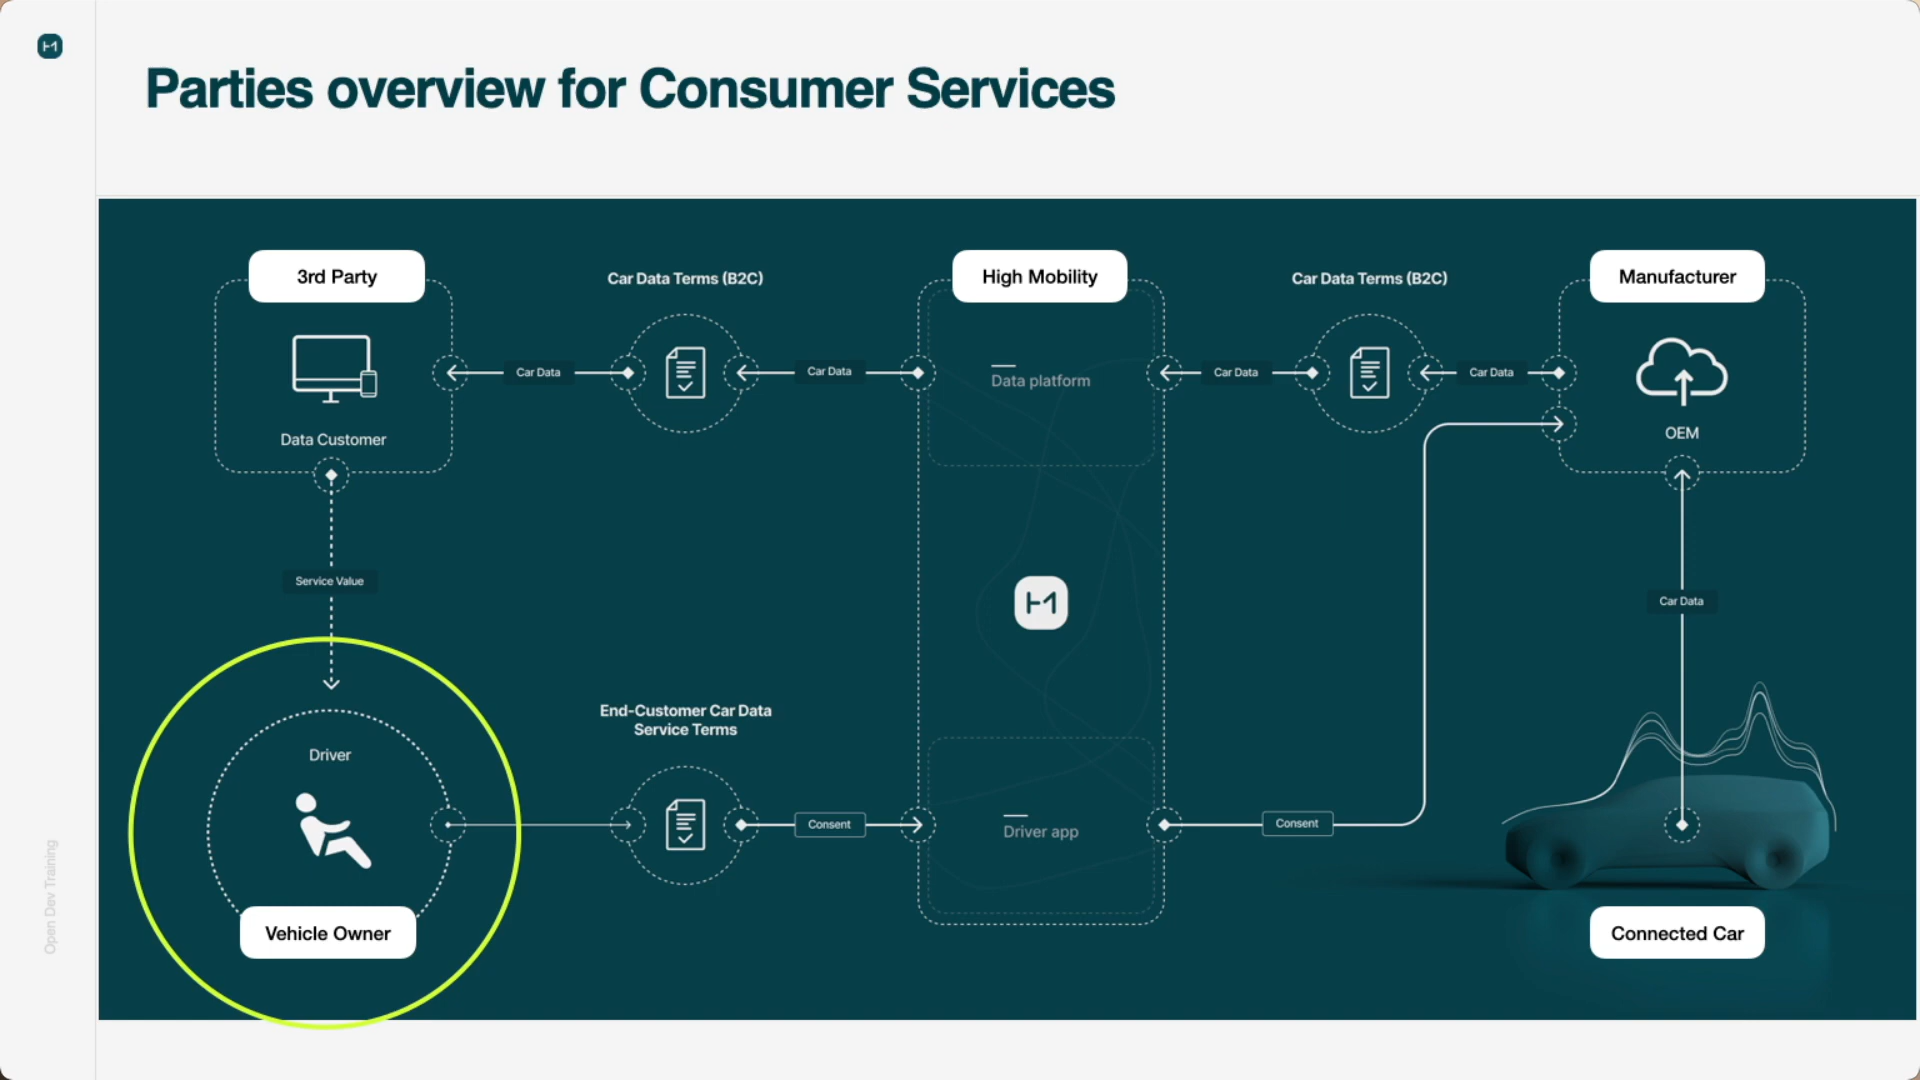 Parties overview for Consumer Services
3rd Party
Car Data Terms (B2C)
High Mobility
Car Data Terms (B2C)
Manufacturer
Car Data
Car Data
Data platform
Car Data
Car Data
Data Customer
OEM
Service Value
Car Data
End-Customer Car Data
Service Terms
Driver
Consent
Driver app
Consent
Vehicle Owner
Connected Car
Open Dev Training